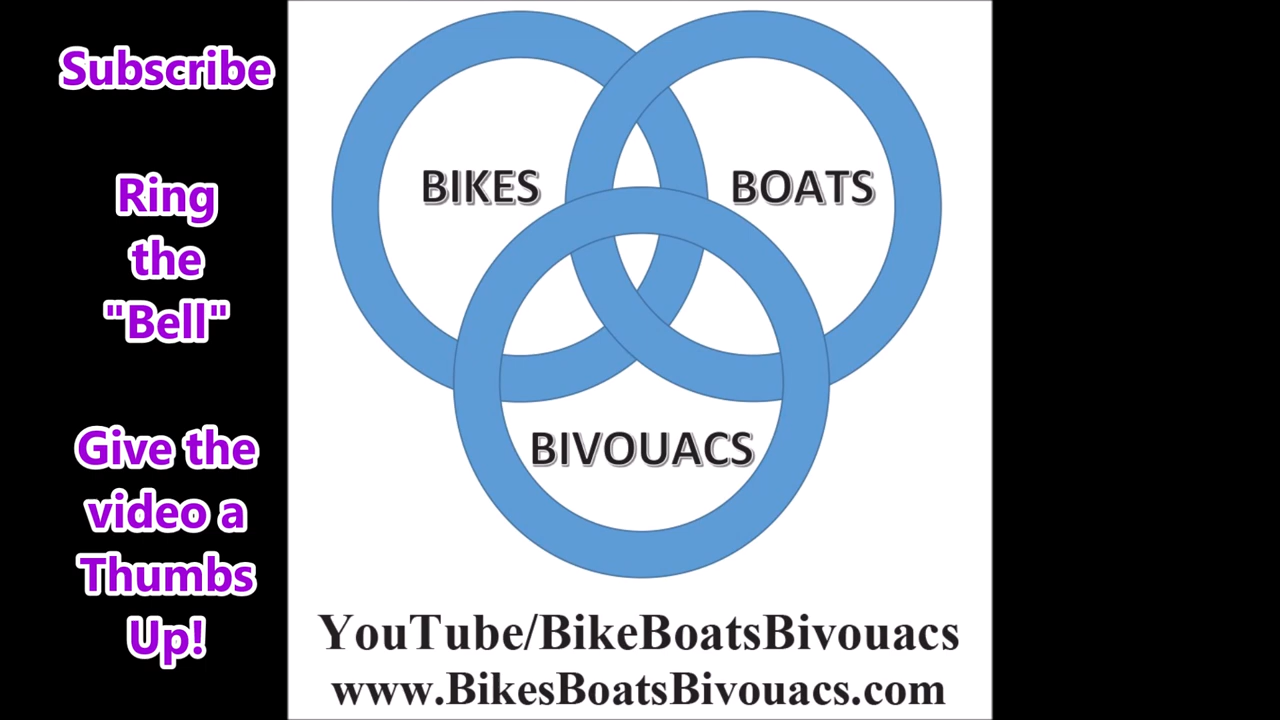 Subscribe
Ring
the
"Bell"
Give the
video a
Thumbs
Up!
BIKES
BOATS
BIVOUACS
YouTube/BikeBoatsBivouacs
www.BikesBoatsBivouacs.com